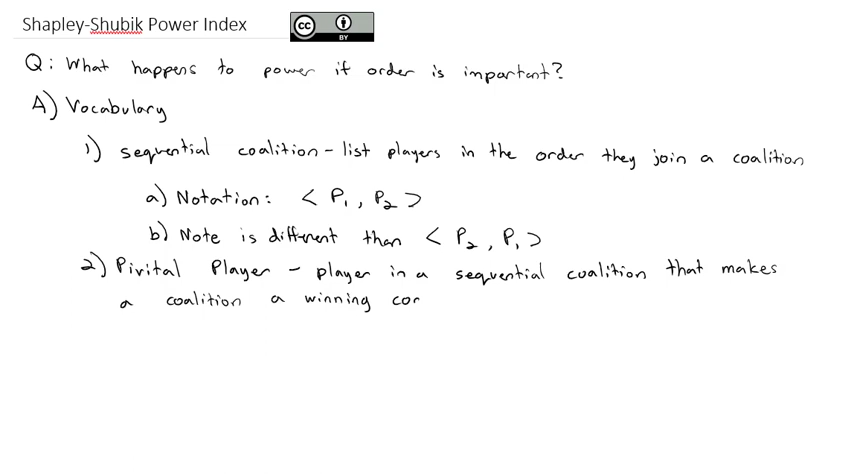 Shapley-Shubik Power Index
cc BY
Q: What happens to power if order is important?
A) Vocabulary
1) sequential coalition - list players in the order they join a coalition
a) Notation: < P1, P2 >
b) Note is different than < P2, P1 >
2) Pivital Player - player in a sequential coalition that makes
a coalition a winning coa